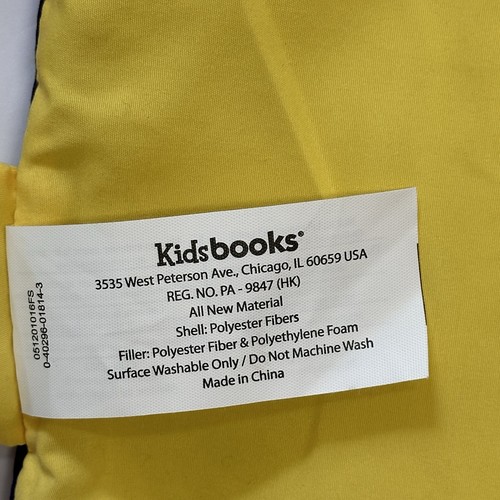 Kidsbooks®
3535 West Peterson Ave., Chicago, IL 60659 USA
REG. NO. PA - 9847 (HK)
All New Material
Shell: Polyester Fibers
Filler: Polyester Fiber & Polyethylene Foam
Surface Washable Only / Do Not Machine Wash
Made in China
051201016FS
0-40296-01814-3